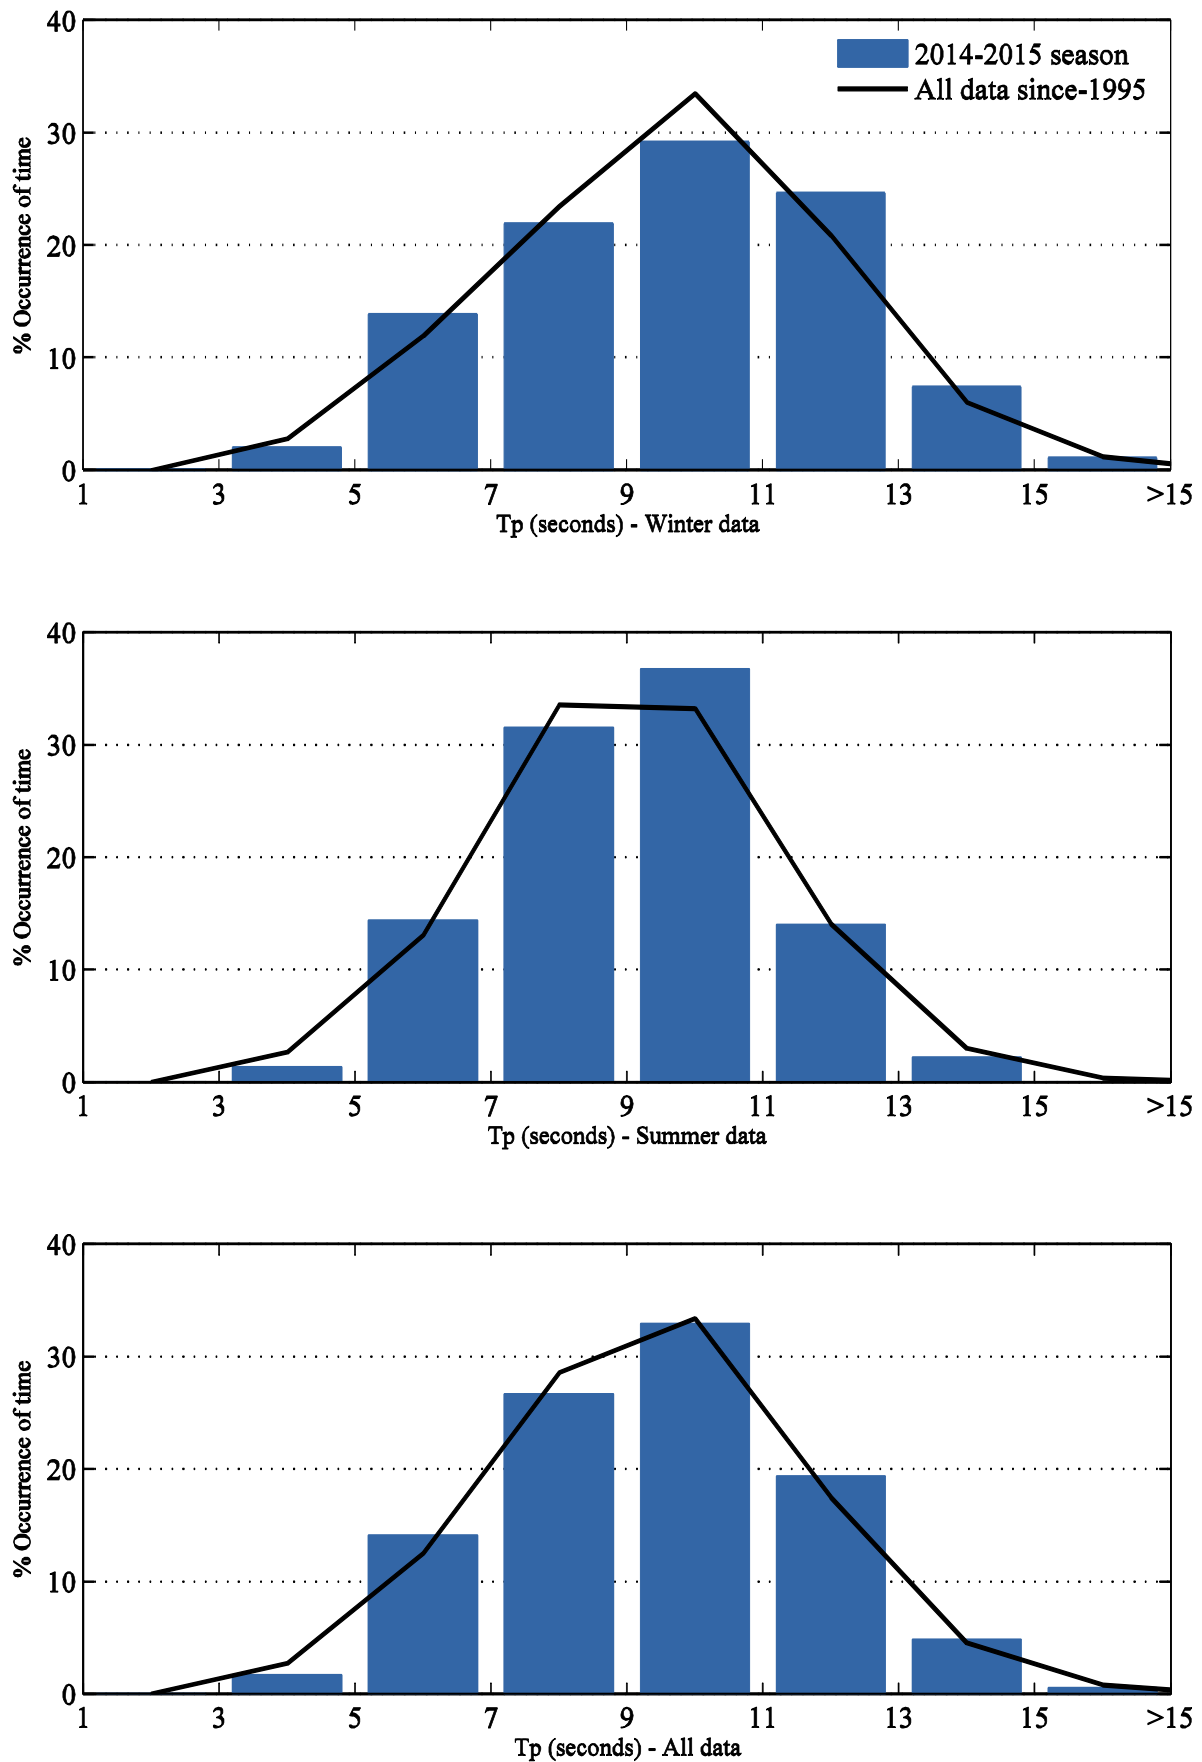 40
2014-2015 season
All data since-1995
30
20
10
0
% Occurrence of time
1 3 5 7 9 11 13 15 >15
Tp (seconds) - Winter data
40
30
20
10
0
% Occurrence of time
1 3 5 7 9 11 13 15 >15
Tp (seconds) - Summer data
40
30
20
10
0
% Occurrence of time
1 3 5 7 9 11 13 15 >15
Tp (seconds) - All data